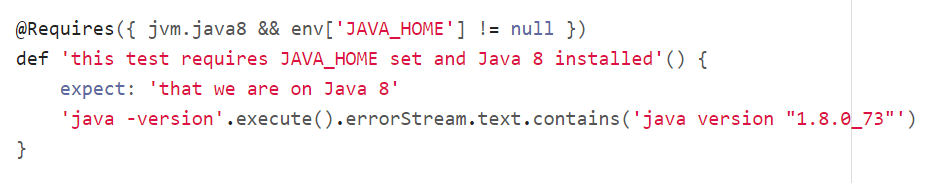 @Requires({ jvm.java8 && env['JAVA_HOME'] != null })
def 'this test requires JAVA_HOME set and Java 8 installed'() {
    expect: 'that we are on Java 8'
    'java -version'.execute().errorStream.text.contains('java version "1.8.0_73"')
}